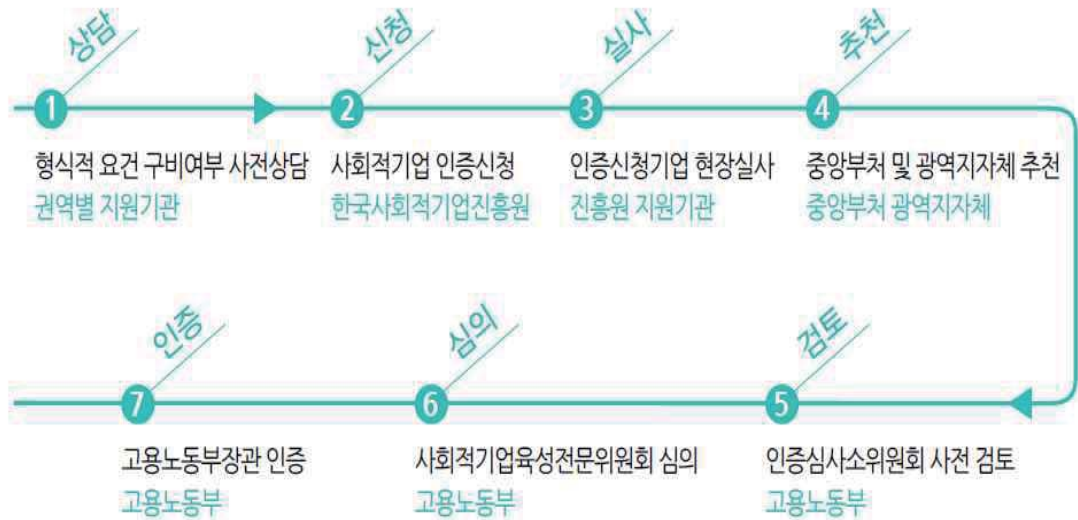 상담
1
형식적 요건 구비여부 사전상담
권역별 지원기관
신청
2
사회적기업 인증신청
한국사회적기업진흥원
실사
3
인증신청기업 현장실사
진흥원 지원기관
추천
4
중앙부처 및 광역지자체 추천
중앙부처 광역지자체
검토
5
인증심사소위원회 사전 검토
고용노동부
심의
6
사회적기업육성전문위원회 심의
고용노동부
인증
7
고용노동부장관 인증
고용노동부